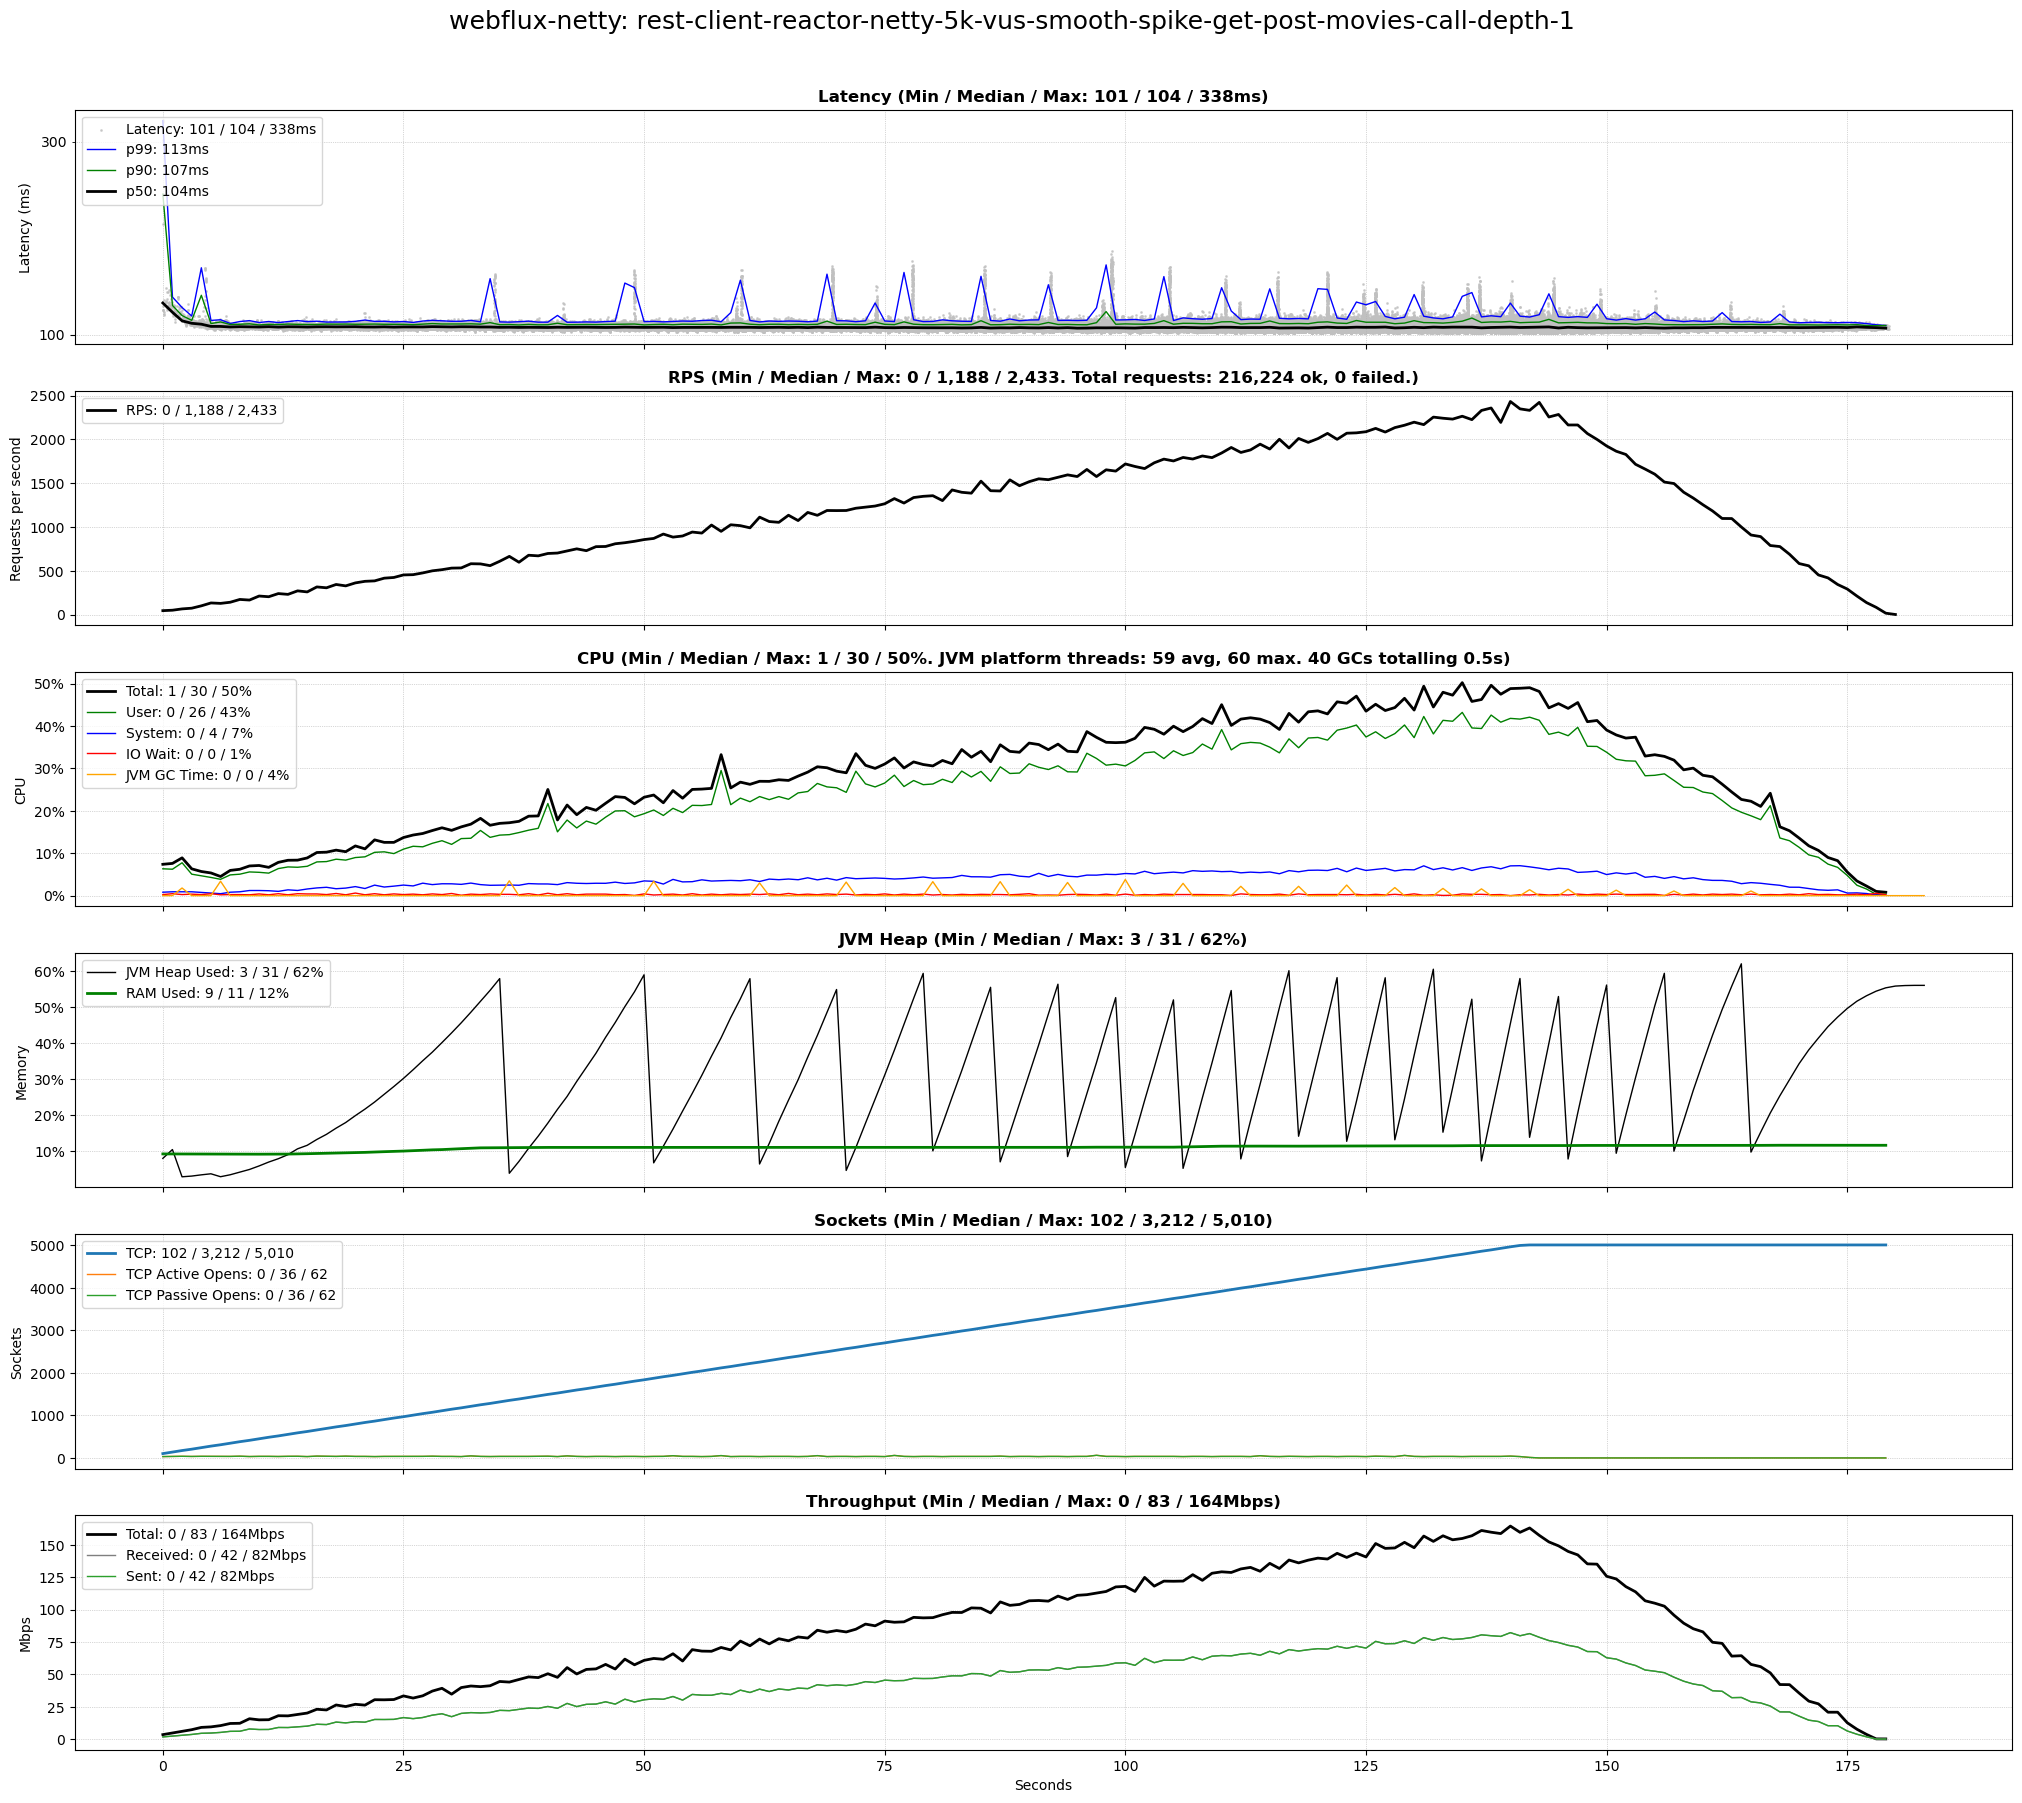 webflux-netty: rest-client-reactor-netty-5k-vus-smooth-spike-get-post-movies-call-depth-1
Latency (Min / Median / Max: 101 / 104 / 338ms)
Latency: 101 / 104 / 338ms
p99: 113ms
p90: 107ms
p50: 104ms
300
100
Latency (ms)
RPS (Min / Median / Max: 0 / 1,188 / 2,433. Total requests: 216,224 ok, 0 failed.)
RPS: 0 / 1,188 / 2,433
2500
2000
1500
1000
500
0
Requests per second
CPU (Min / Median / Max: 1 / 30 / 50%. JVM platform threads: 59 avg, 60 max. 40 GCs totalling 0.5s)
Total: 1 / 30 / 50%
User: 0 / 26 / 43%
System: 0 / 4 / 7%
IO Wait: 0 / 0 / 1%
JVM GC Time: 0 / 0 / 4%
50%
40%
30%
20%
10%
0%
CPU
JVM Heap (Min / Median / Max: 3 / 31 / 62%)
JVM Heap Used: 3 / 31 / 62%
RAM Used: 9 / 11 / 12%
60%
50%
40%
30%
20%
10%
Memory
Sockets (Min / Median / Max: 102 / 3,212 / 5,010)
TCP: 102 / 3,212 / 5,010
TCP Active Opens: 0 / 36 / 62
TCP Passive Opens: 0 / 36 / 62
5000
4000
3000
2000
1000
0
Sockets
Throughput (Min / Median / Max: 0 / 83 / 164Mbps)
Total: 0 / 83 / 164Mbps
Received: 0 / 42 / 82Mbps
Sent: 0 / 42 / 82Mbps
150
125
100
75
50
25
0
Mbps
0 25 50 75 100 125 150 175
Seconds